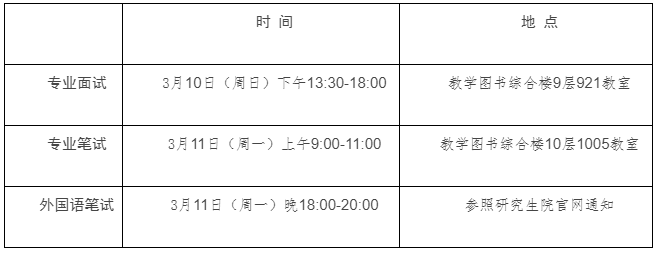 时 间 地 点
专业面试 3月10日（周日）下午13:30-18:00 教学图书综合楼9层921教室
专业笔试 3月11日（周一）上午9:00-11:00 教学图书综合楼10层1005教室
外国语笔试 3月11日（周一）晚18:00-20:00 参照研究生院官网通知